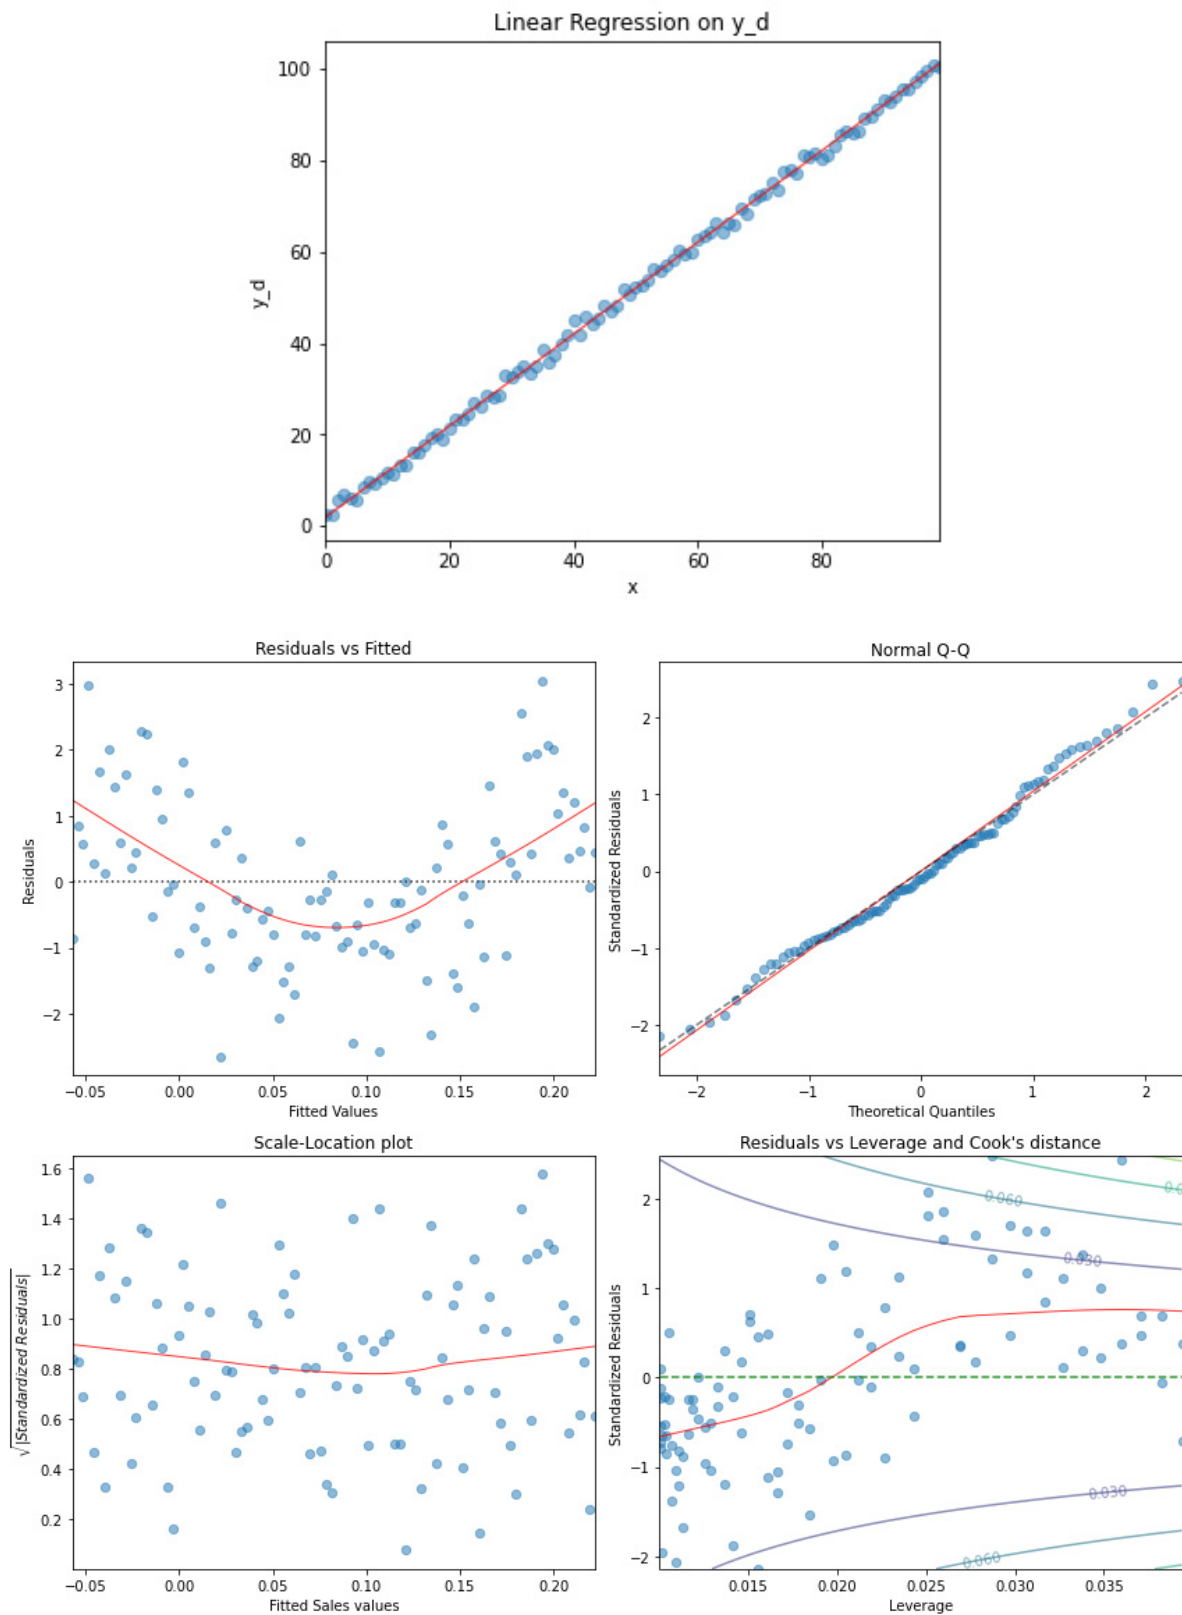 Linear Regression on y_d
100
80
60
40
20
0
y_d
0 20 40 60 80
x
Residuals vs Fitted
3
2
1
0
−1
−2
Residuals
−0.05 0.00 0.05 0.10 0.15 0.20
Fitted Values
Normal Q-Q
2
1
0
−1
−2
Standardized Residuals
−2 −1 0 1 2
Theoretical Quantiles
Scale-Location plot
1.6
1.4
1.2
1.0
0.8
0.6
0.4
0.2
√|Standardized Residuals|
−0.05 0.00 0.05 0.10 0.15 0.20
Fitted Sales values
Residuals vs Leverage and Cook's distance
2
1
0
−1
−2
Standardized Residuals
0.060
0.030
0.030
0.060
0.015 0.020 0.025 0.030 0.035
Leverage